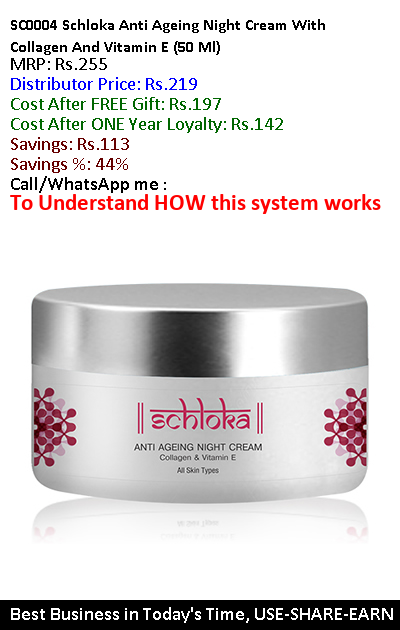 SC0004 Schloka Anti Ageing Night Cream With
Collagen And Vitamin E (50 Ml)
MRP: Rs.255
Distributor Price: Rs.219
Cost After FREE Gift: Rs.197
Cost After ONE Year Loyalty: Rs.142
Savings: Rs.113
Savings %: 44%
Call/WhatsApp me :
To Understand HOW this system works
|| schloka ||
ANTI AGEING NIGHT CREAM
Collagen & Vitamin E
All Skin Types
Best Business in Today's Time, USE-SHARE-EARN